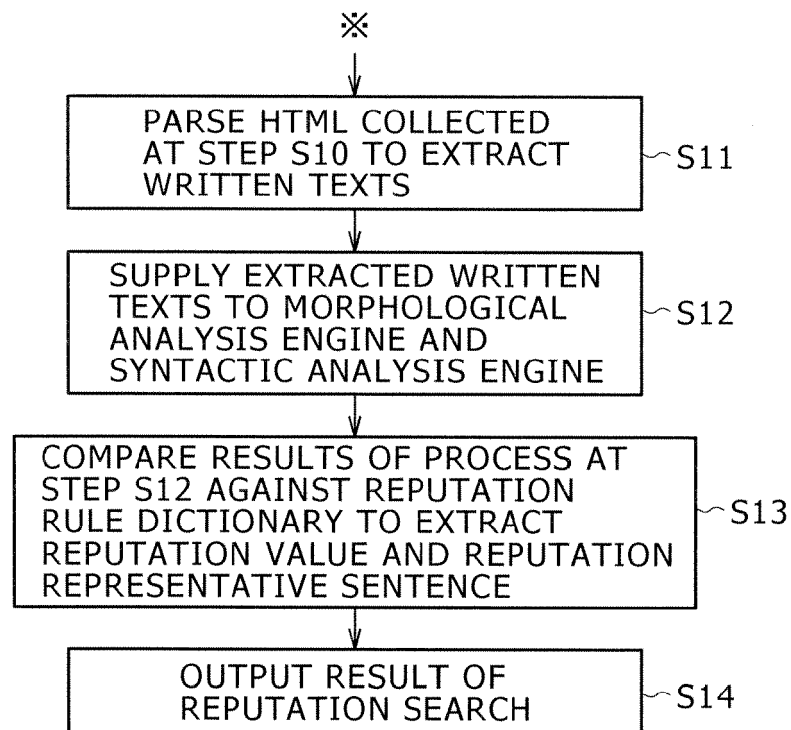 ※
PARSE HTML COLLECTED
AT STEP S10 TO EXTRACT
WRITTEN TEXTS
S11
SUPPLY EXTRACTED WRITTEN
TEXTS TO MORPHOLOGICAL
ANALYSIS ENGINE AND
SYNTACTIC ANALYSIS ENGINE
S12
COMPARE RESULTS OF PROCESS AT
STEP S12 AGAINST REPUTATION
RULE DICTIONARY TO EXTRACT
REPUTATION VALUE AND REPUTATION
REPRESENTATIVE SENTENCE
S13
OUTPUT RESULT OF
REPUTATION SEARCH
S14